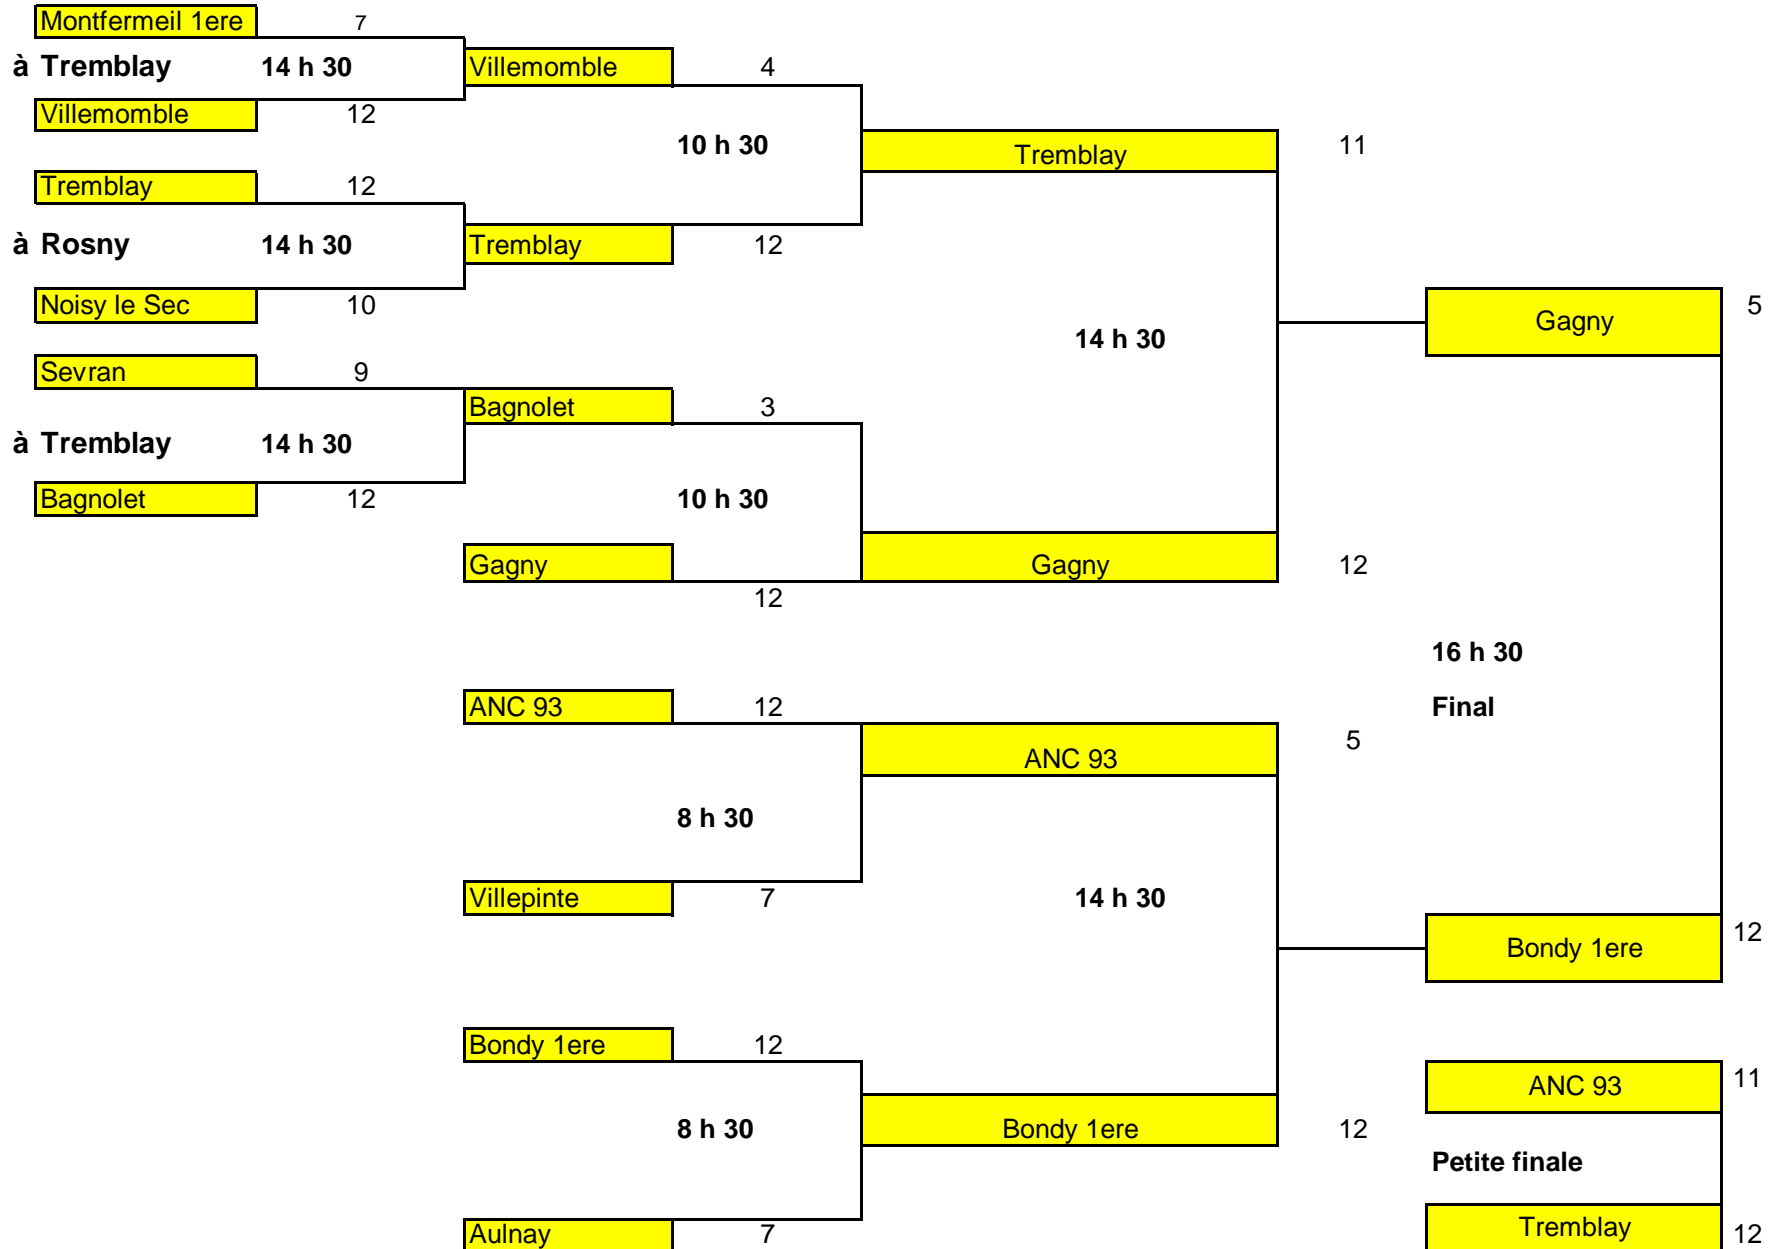 Montfermeil 1ere 7
à Tremblay 14 h 30 Villemomble 4
Villemomble 12
10 h 30 Tremblay 11
Tremblay 12
à Rosny 14 h 30 Tremblay 12
Noisy le Sec 10
Gagny 5
14 h 30
Sevran 9
Bagnolet 3
à Tremblay 14 h 30
Bagnolet 12 10 h 30
Gagny Gagny 12
12
16 h 30
ANC 93 12 Final
ANC 93 5
8 h 30
Villepinte 7 14 h 30
Bondy 1ere 12
Bondy 1ere 12
ANC 93 11
8 h 30 Bondy 1ere 12
Petite finale
Aulnay 7 Tremblay 12